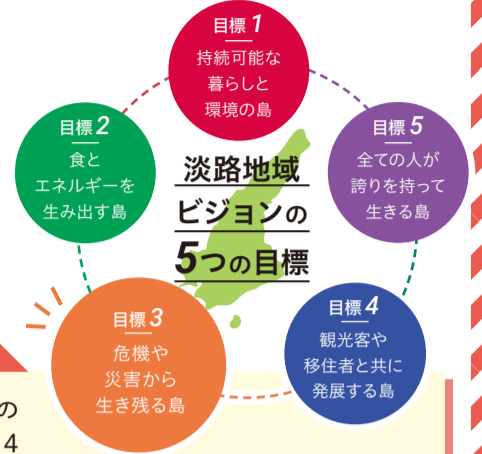 目標1
持続可能な
暮らしと
環境の島
目標2
食と
エネルギーを
生み出す島
目標5
全ての人が
誇りを持って
生きる島
淡路地域
ビジョンの
5つの目標
目標3
危機や
災害から
生き残る島
目標4
観光客や
移住者と共に
発展する島
の
4